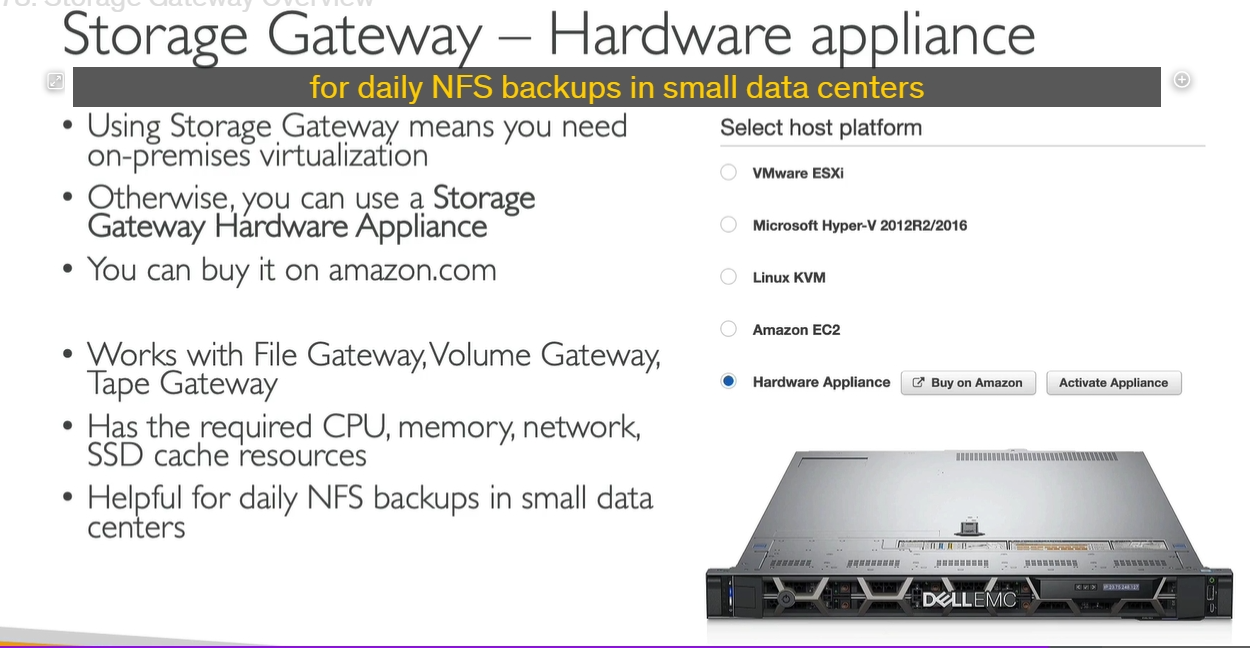 73. Storage Gateway Overview
Storage Gateway – Hardware appliance
for daily NFS backups in small data centers
• Using Storage Gateway means you need
on-premises virtualization
• Otherwise, you can use a Storage
Gateway Hardware Appliance
• You can buy it on amazon.com
• Works with File Gateway, Volume Gateway,
Tape Gateway
• Has the required CPU, memory, network,
SSD cache resources
• Helpful for daily NFS backups in small data
centers
Select host platform
VMware ESXi
Microsoft Hyper-V 2012R2/2016
Linux KVM
Amazon EC2
Hardware Appliance Buy on Amazon Activate Appliance
DELLEMC